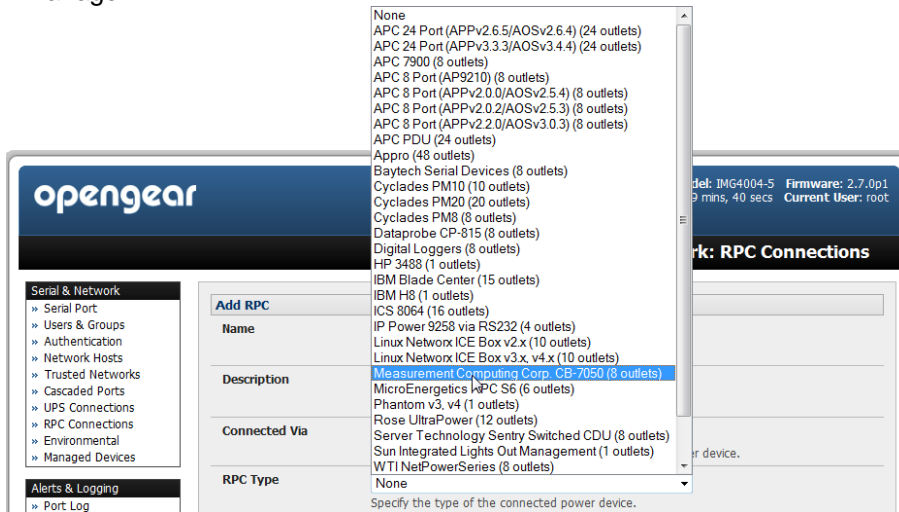 None
APC 24 Port (APPv2.6.5/AOSv2.6.4) (24 outlets)
APC 24 Port (APPv3.3.3/AOSv3.4.4) (24 outlets)
APC 7900 (8 outlets)
APC 8 Port (AP9210) (8 outlets)
APC 8 Port (APPv2.0.0/AOSv2.5.4) (8 outlets)
APC 8 Port (APPv2.0.2/AOSv2.5.3) (8 outlets)
APC 8 Port (APPv2.2.0/AOSv3.0.3) (8 outlets)
APC PDU (24 outlets)
Appro (48 outlets)
Baytech Serial Devices (8 outlets)
Cyclades PM10 (10 outlets)
Cyclades PM20 (20 outlets)
Cyclades PM8 (8 outlets)
Dataprobe CP-815 (8 outlets)
Digital Loggers (8 outlets)
HP 3488 (1 outlets)
IBM Blade Center (15 outlets)
IBM H8 (1 outlets)
ICS 8064 (16 outlets)
IP Power 9258 via RS232 (4 outlets)
Linux Networx ICE Box v2.x (10 outlets)
Linux Networx ICE Box v3.x, v4.x (10 outlets)
Measurement Computing Corp. CB-7050 (8 outlets)
MicroEnergetics PC S6 (6 outlets)
Phantom v3, v4 (1 outlets)
Rose UltraPower (12 outlets)
Server Technology Sentry Switched CDU (8 outlets)
Sun Integrated Lights Out Management (1 outlets)
WTI NetPowerSeries (8 outlets)
opengear
IMG4004-5 Firmware: 2.7.0p1
9 mins, 40 secs Current User: root
RPC Connections
Serial & Network
» Serial Port
» Users & Groups
» Authentication
» Network Hosts
» Trusted Networks
» Cascaded Ports
» UPS Connections
» RPC Connections
» Environmental
» Managed Devices
Alerts & Logging
» Port Log
Add RPC
Name
Description
Connected Via
device.
RPC Type
None
Specify the type of the connected power device.